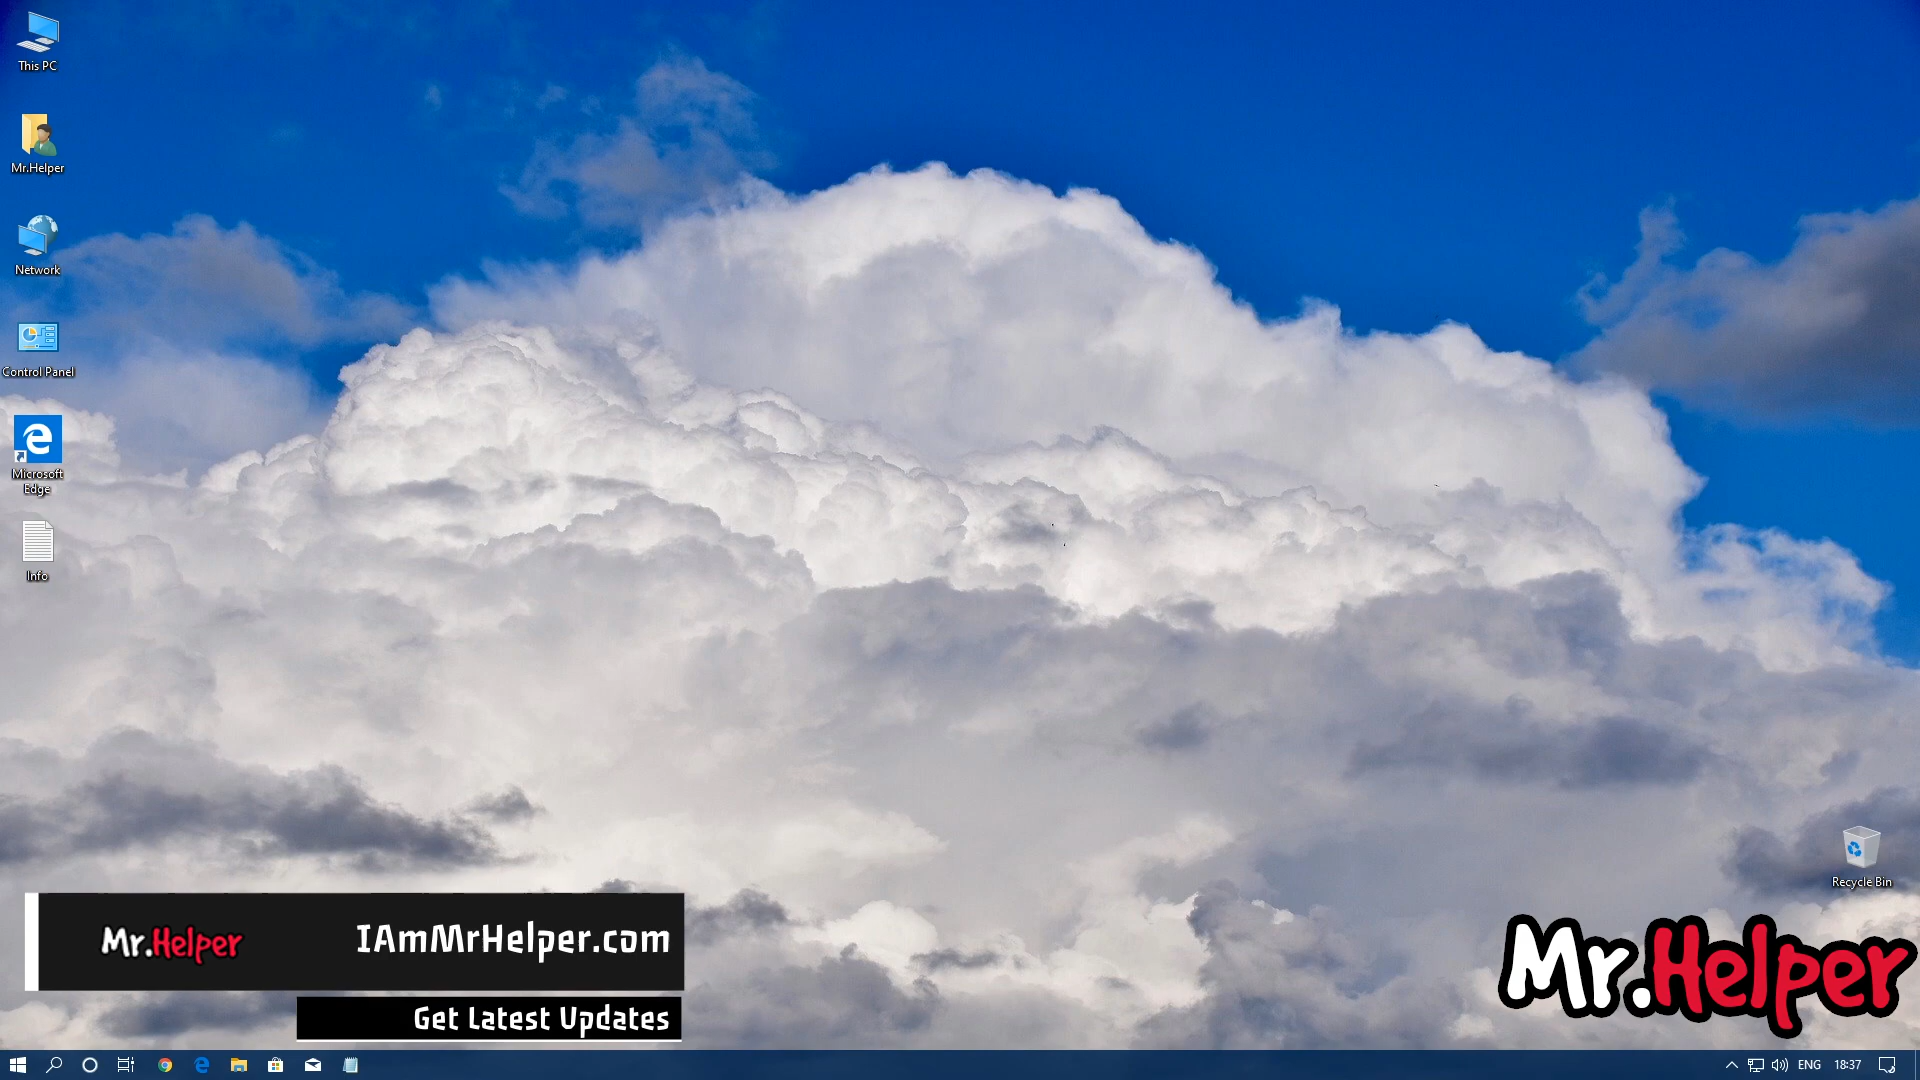 This PC
Mr.Helper
Network
Control Panel
Microsoft
Edge
Info
Recycle Bin
Mr.Helper
IAmMrHelper.com
Get Latest Updates
Mr.Helper
ENG
18:37